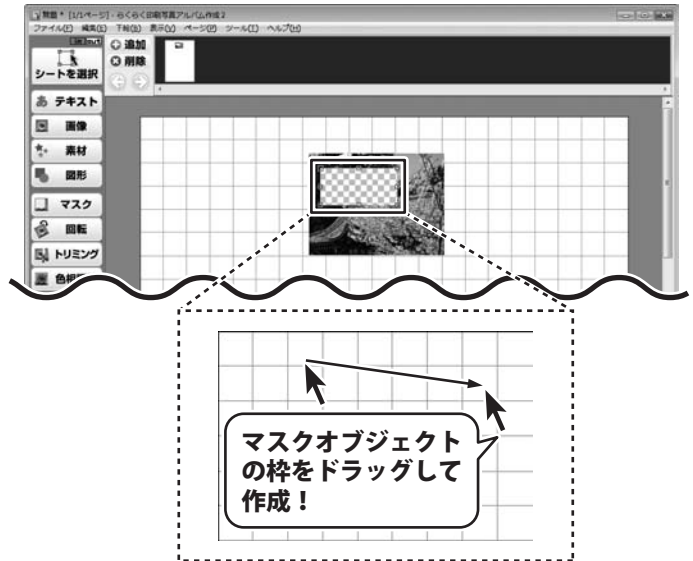 無題 * [1/1ページ] - らくらく印刷写真アルバム作成2
ファイル(F) 編集(E) 下絵(B) 表示(V) ページ(P) ツール(T) ヘルプ(H)
シートを選択
追加
削除
あ テキスト
画像
素材
図形
マスク
回転
トリミング
マスクオブジェクト
の枠をドラッグして
作成！